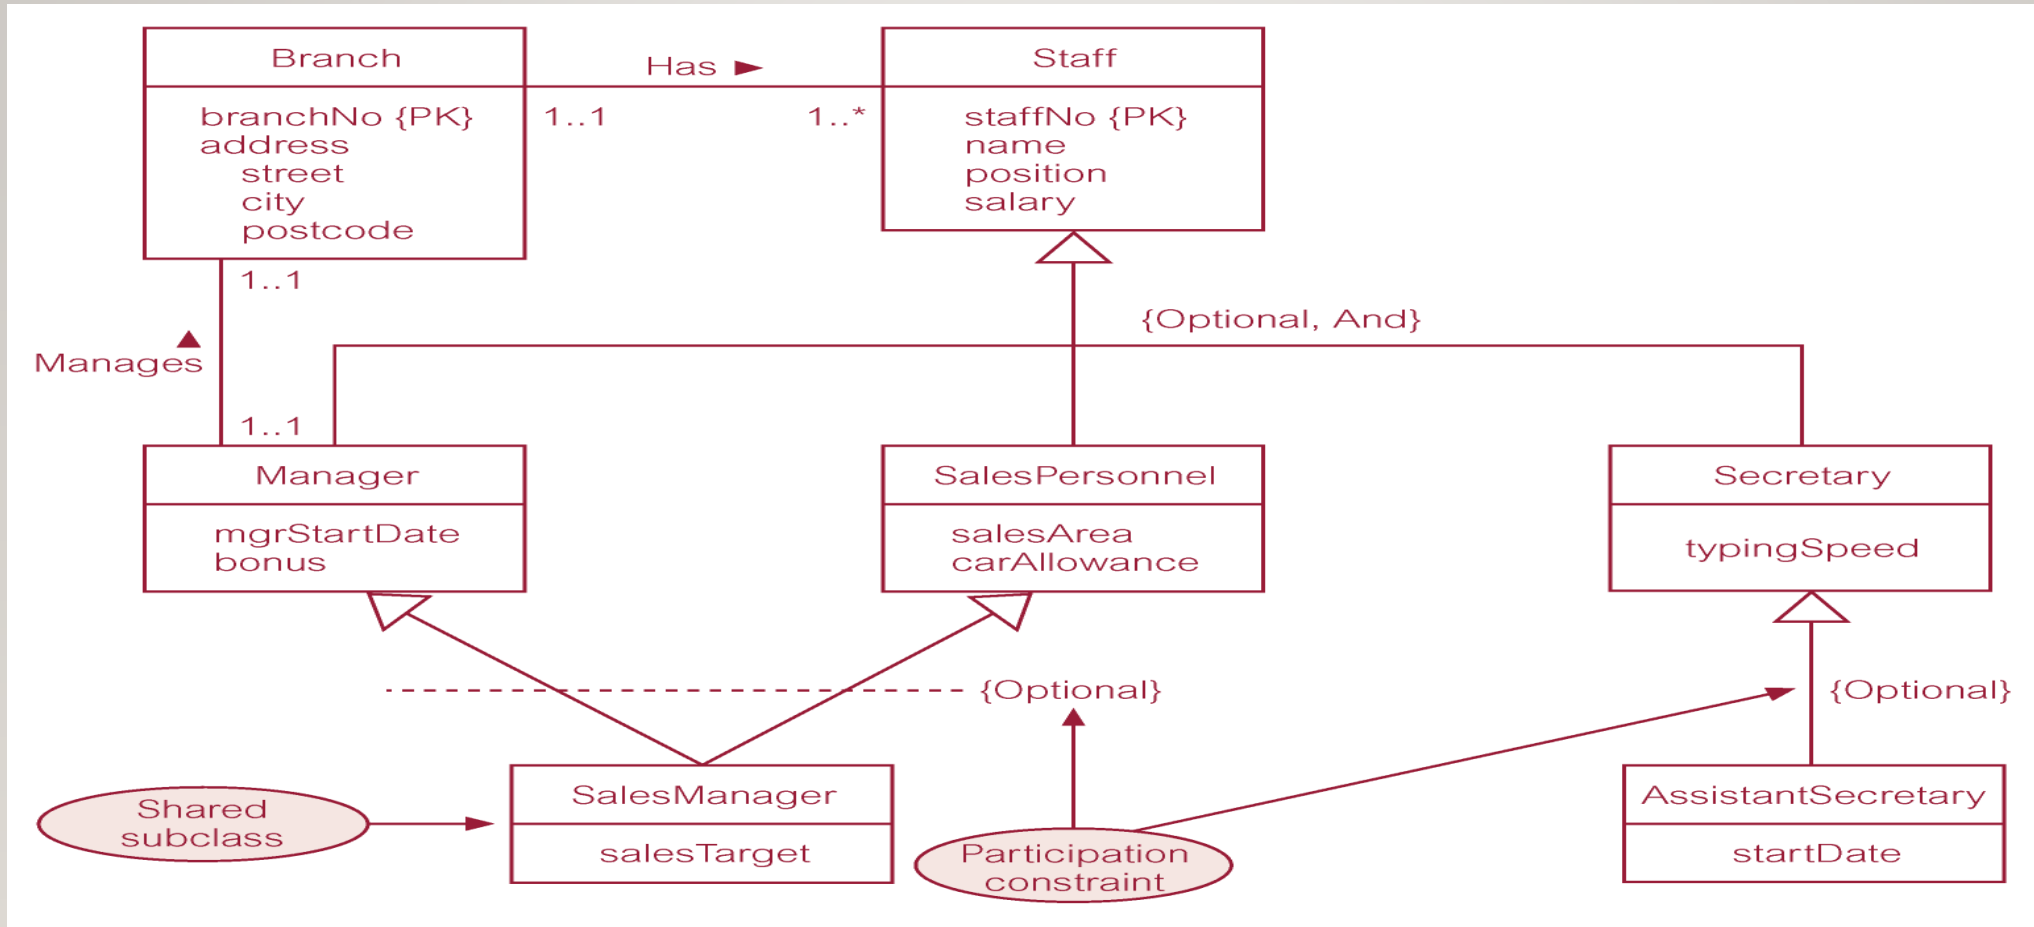 Branch
branchNo {PK}
address
street
city
postcode
Has
1..1
1..*
Staff
staffNo {PK}
name
position
salary
1..1
Manages
1..1
{Optional, And}
Manager
mgrStartDate
bonus
SalesPersonnel
salesArea
carAllowance
Secretary
typingSpeed
{Optional}
{Optional}
Shared
subclass
SalesManager
salesTarget
Participation
constraint
AssistantSecretary
startDate